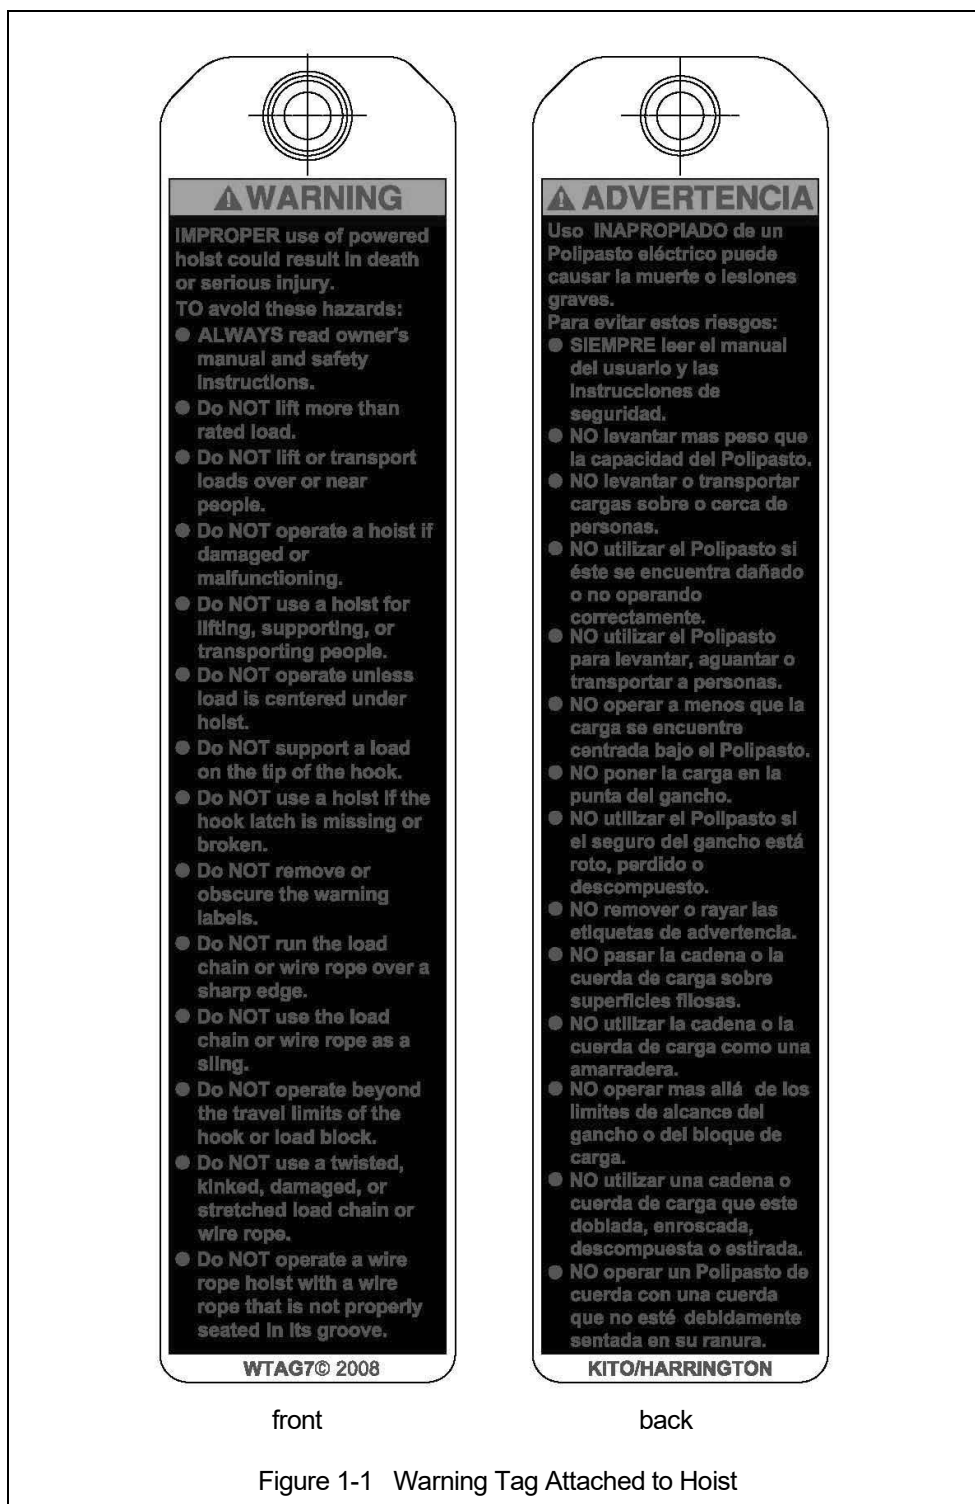 WARNING
IMPROPER use of powered
hoist could result in death
or serious injury.
TO avoid these hazards:
● ALWAYS read owner's
manual and safety
instructions.
● Do NOT lift more than
rated load.
● Do NOT lift or transport
loads over or near
people.
● Do NOT operate a hoist if
damaged or
malfunctioning.
● Do NOT use a hoist for
lifting, supporting, or
transporting people.
● Do NOT operate unless
load is centered under
hoist.
● Do NOT support a load
on the tip of the hook.
● Do NOT use a hoist if the
hook latch is missing or
broken.
● Do NOT remove or
obscure the warning
labels.
● Do NOT run the load
chain or wire rope over a
sharp edge.
● Do NOT use the load
chain or wire rope as a
sling.
● Do NOT operate beyond
the travel limits of the
hook or load block.
● Do NOT use a twisted,
kinked, damaged, or
stretched load chain or
wire rope.
● Do NOT operate a wire
rope hoist with a wire
rope that is not properly
seated in its groove.
WTAG7© 2008
front
ADVERTENCIA
Uso INAPROPIADO de un
Polipasto eléctrico puede
causar la muerte o lesiones
graves.
Para evitar estos riesgos:
● SIEMPRE leer el manual
del usuario y las
instrucciones de
seguridad.
● NO levantar mas peso que
la capacidad del Polipasto.
● NO levantar o transportar
cargas sobre o cerca de
personas.
● NO utilizar el Polipasto si
éste se encuentra dañado
o no operando
correctamente.
● NO utilizar el Polipasto
para levantar, aguantar o
transportar a personas.
● NO operar a menos que la
carga se encuentre
centrada bajo el Polipasto.
● NO poner la carga en la
punta del gancho.
● NO utilizar el Polipasto si
el seguro del gancho está
roto, perdido o
descompuesto.
● NO remover o rayar las
etiquetas de advertencia.
● NO pasar la cadena o la
cuerda de carga sobre
superficies filosas.
● NO utilizar la cadena o la
cuerda de carga como una
amarradera.
● NO operar mas allá de los
limites de alcance del
gancho o del bloque de
carga.
● NO utilizar una cadena o
cuerda de carga que este
doblada, enroscada,
descompuesta o estirada.
● NO operar un Polipasto de
cuerda con una cuerda
que no esté debidamente
sentada en su ranura.
KITO/HARRINGTON
back
Figure 1-1 Warning Tag Attached to Hoist